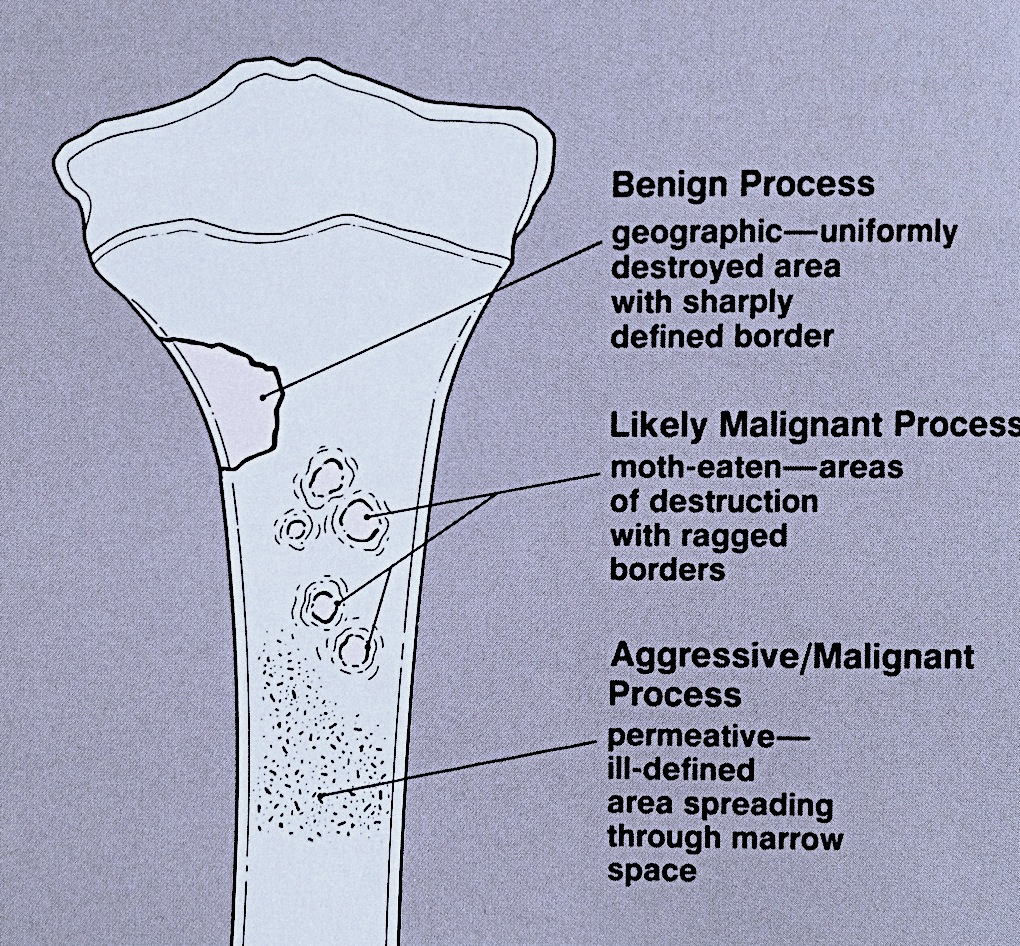 Benign Process
geographic—uniformly
destroyed area
with sharply
defined border
Likely Malignant Process
moth-eaten—areas
of destruction
with ragged
borders
Aggressive/Malignant
Process
permeative—
ill-defined
area spreading
through marrow
space